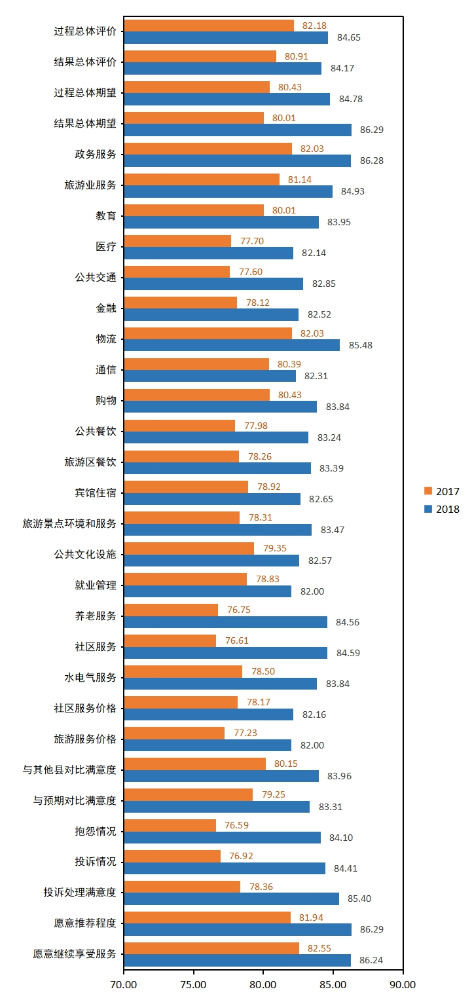 过程总体评价 82.18 84.65
结果总体评价 80.91 84.17
过程总体期望 80.43 84.78
结果总体期望 80.01 86.29
政务服务 82.03 86.28
旅游业服务 81.14 84.93
教育 80.01 83.95
医疗 77.70 82.14
公共交通 77.60 82.85
金融 78.12 82.52
物流 82.03 85.48
通信 80.39 82.31
购物 80.43 83.84
公共餐饮 77.98 83.24
旅游区餐饮 78.26 83.39
宾馆住宿 78.92 82.65
旅游景点环境和服务 78.31 83.47
公共文化设施 79.35 82.57
就业管理 78.83 82.00
养老服务 76.75 84.56
社区服务 76.61 84.59
水电气服务 78.50 83.84
社区服务价格 78.17 82.16
旅游服务价格 77.23 82.00
与其他县对比满意度 80.15 83.96
与预期对比满意度 79.25 83.31
抱怨情况 76.59 84.10
投诉情况 76.92 84.41
投诉处理满意度 78.36 85.40
愿意推荐程度 81.94 86.29
愿意继续享受服务 82.55 86.24
70.00 75.00 80.00 85.00 90.00
2017
2018